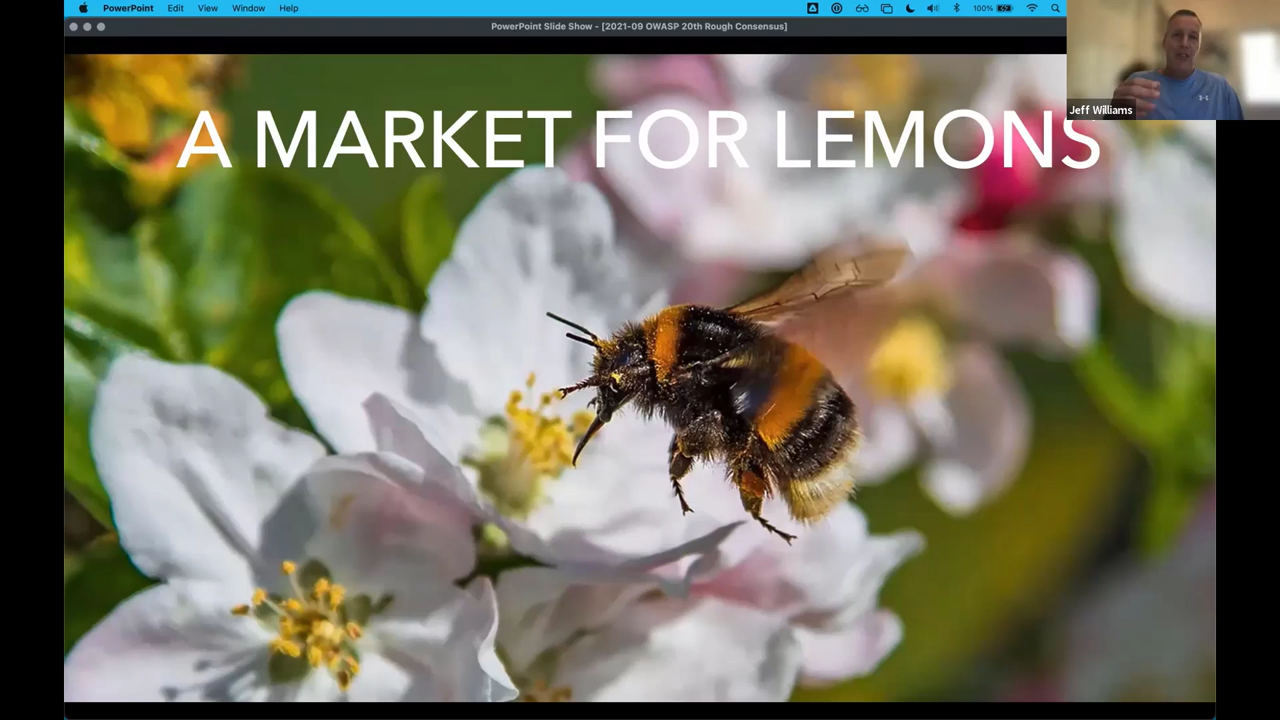 PowerPoint Edit View Window Help 100%
PowerPoint Slide Show - [2021-09 OWASP 20th Rough Consensus]
Jeff Williams
A MARKET FOR LEMONS